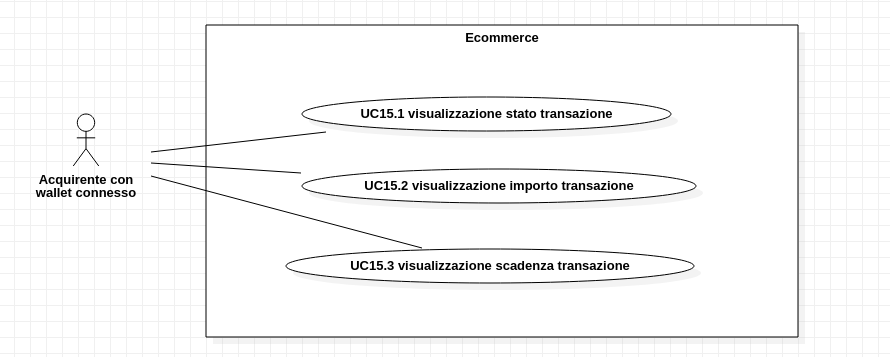 Ecommerce
UC15.1 visualizzazione stato transazione
Acquirente con
wallet connesso
UC15.2 visualizzazione importo transazione
UC15.3 visualizzazione scadenza transazione